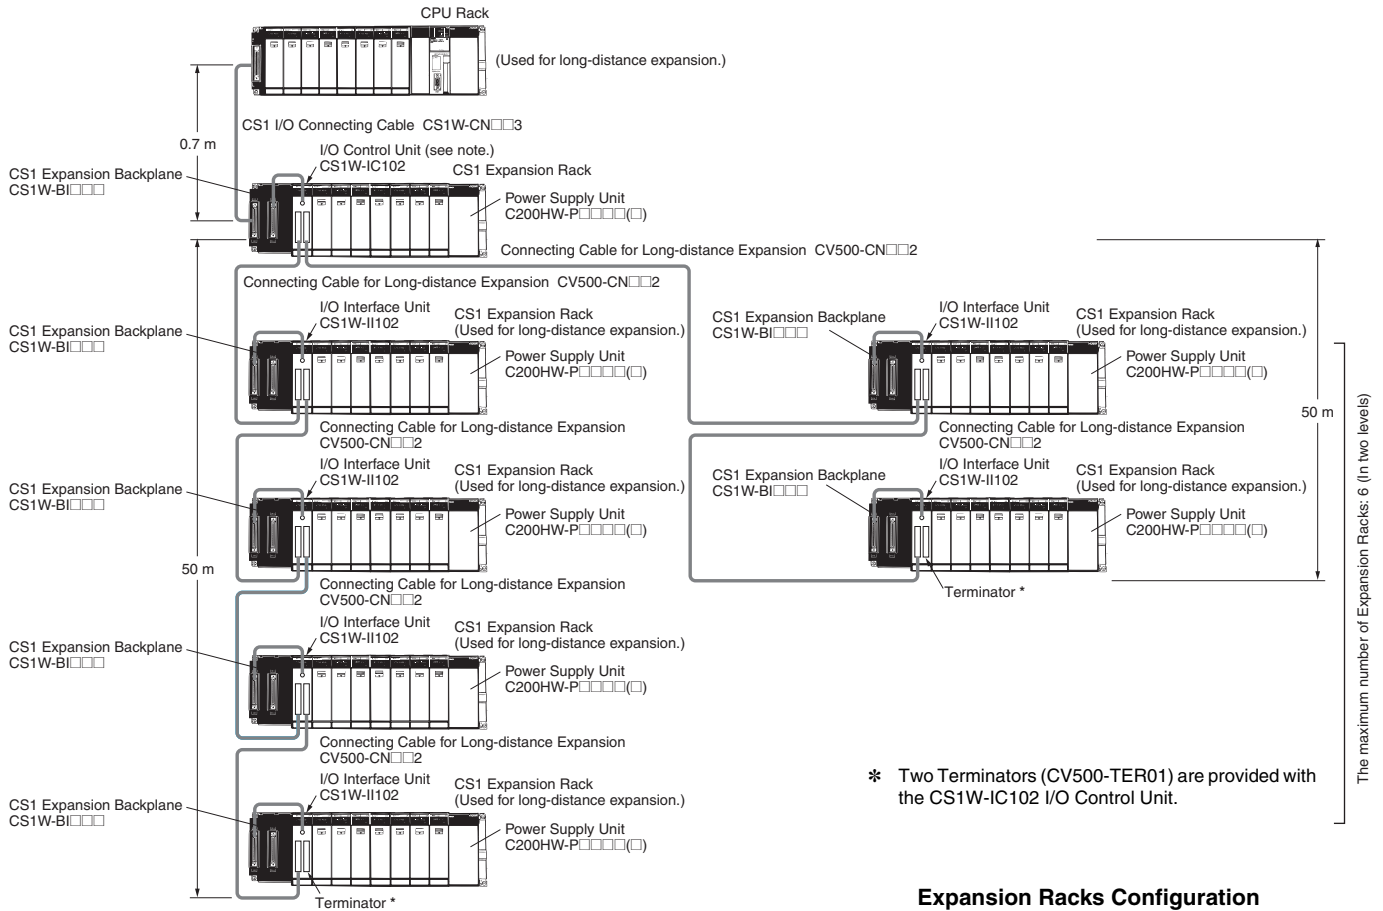 CPU Rack
(Used for long-distance expansion.)
CS1 I/O Connecting Cable CS1W-CN□□3
0.7 m
I/O Control Unit (see note.)
CS1W-IC102
CS1 Expansion Rack
CS1 Expansion Backplane
CS1W-BI□□□
Power Supply Unit
C200HW-P□□□□(□)
Connecting Cable for Long-distance Expansion CV500-CN□□2
Connecting Cable for Long-distance Expansion CV500-CN□□2
I/O Interface Unit
CS1W-II102
CS1 Expansion Rack
(Used for long-distance expansion.)
CS1 Expansion Backplane
CS1W-BI□□□
Power Supply Unit
C200HW-P□□□□(□)
CS1 Expansion Backplane
CS1W-BI□□□
I/O Interface Unit
CS1W-II102
CS1 Expansion Rack
(Used for long-distance expansion.)
Power Supply Unit
C200HW-P□□□□(□)
50 m
Connecting Cable for Long-distance Expansion
CV500-CN□□2
I/O Interface Unit
CS1W-II102
CS1 Expansion Rack
(Used for long-distance expansion.)
CS1 Expansion Backplane
CS1W-BI□□□
Power Supply Unit
C200HW-P□□□□(□)
Connecting Cable for Long-distance Expansion
CV500-CN□□2
I/O Interface Unit
CS1W-II102
CS1 Expansion Rack
(Used for long-distance expansion.)
CS1 Expansion Backplane
CS1W-BI□□□
Power Supply Unit
C200HW-P□□□□(□)
Terminator *
50 m
Connecting Cable for Long-distance Expansion
CV500-CN□□2
I/O Interface Unit
CS1W-II102
CS1 Expansion Rack
(Used for long-distance expansion.)
CS1 Expansion Backplane
CS1W-BI□□□
Power Supply Unit
C200HW-P□□□□(□)
Connecting Cable for Long-distance Expansion
CV500-CN□□2
I/O Interface Unit
CS1W-II102
CS1 Expansion Rack
(Used for long-distance expansion.)
CS1 Expansion Backplane
CS1W-BI□□□
Power Supply Unit
C200HW-P□□□□(□)
Terminator *
The maximum number of Expansion Racks: 6 (In two levels)
* Two Terminators (CV500-TER01) are provided with
the CS1W-IC102 I/O Control Unit.
Expansion Racks Configuration